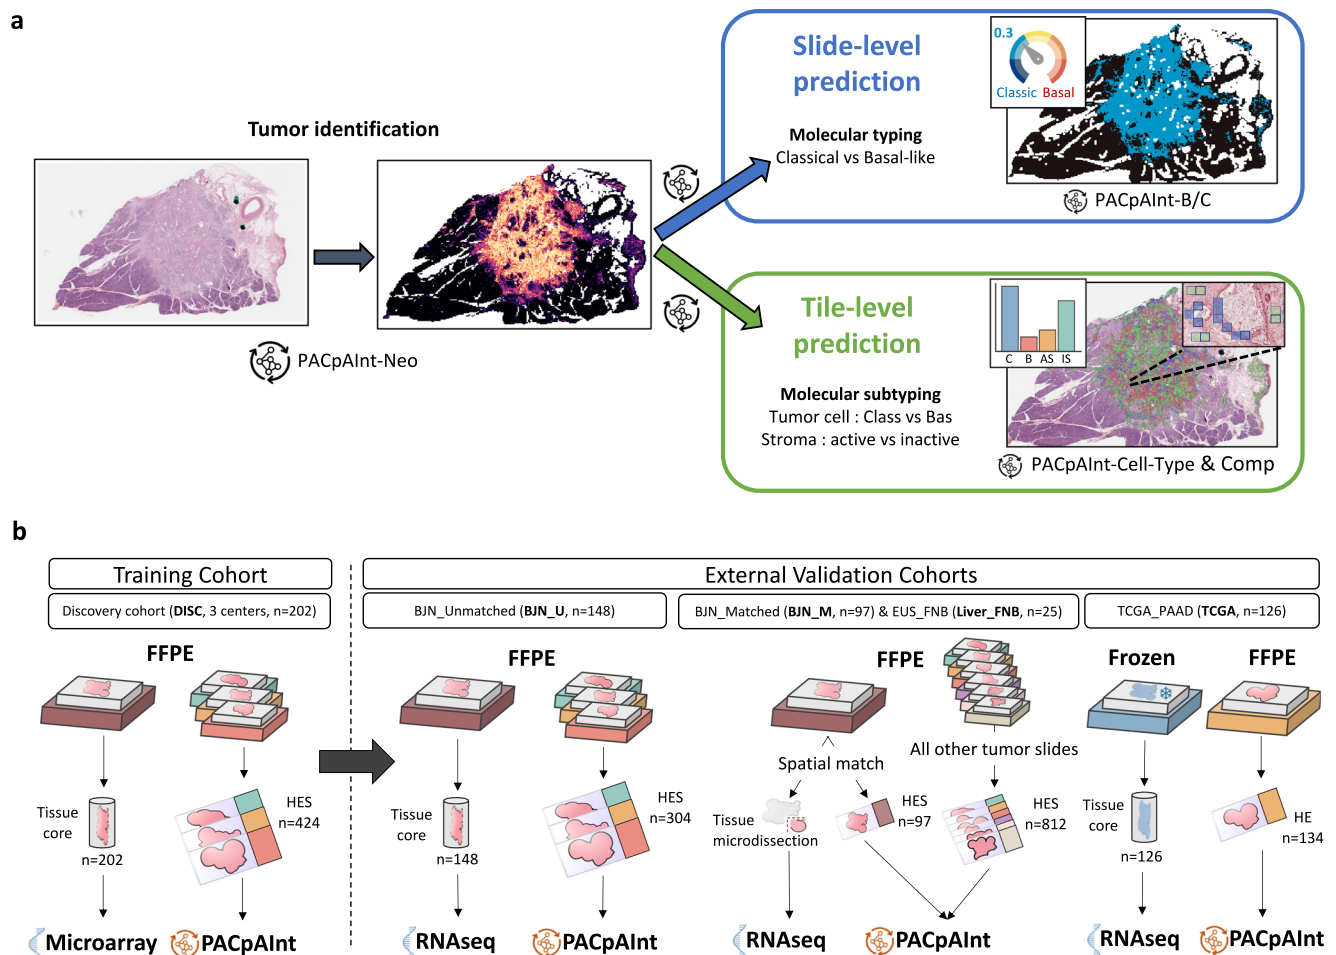 a
Tumor identification
PACpAInt-Neo
Slide-level
prediction
Molecular typing
Classical vs Basal-like
0.3
Classic Basal
PACpAInt-B/C
Tile-level
prediction
Molecular subtyping
Tumor cell : Class vs Bas
Stroma : active vs inactive
C B AS IS
PACpAInt-Cell-Type & Comp
b
Training Cohort
External Validation Cohorts
Discovery cohort (DISC, 3 centers, n=202)
BJN_Unmatched (BJN_U, n=148)
BJN_Matched (BJN_M, n=97) & EUS_FNB (Liver_FNB, n=25)
TCGA_PAAD (TCGA, n=126)
FFPE
Tissue
core
n=202
HES
n=424
Microarray
PACpAInt
FFPE
Tissue
core
n=148
HES
n=304
RNAseq
PACpAInt
FFPE
Spatial match
All other tumor slides
Tissue
microdissection
HES
n=97
HES
n=812
RNAseq
PACpAInt
Frozen
FFPE
Tissue
core
n=126
HE
n=134
RNAseq
PACpAInt